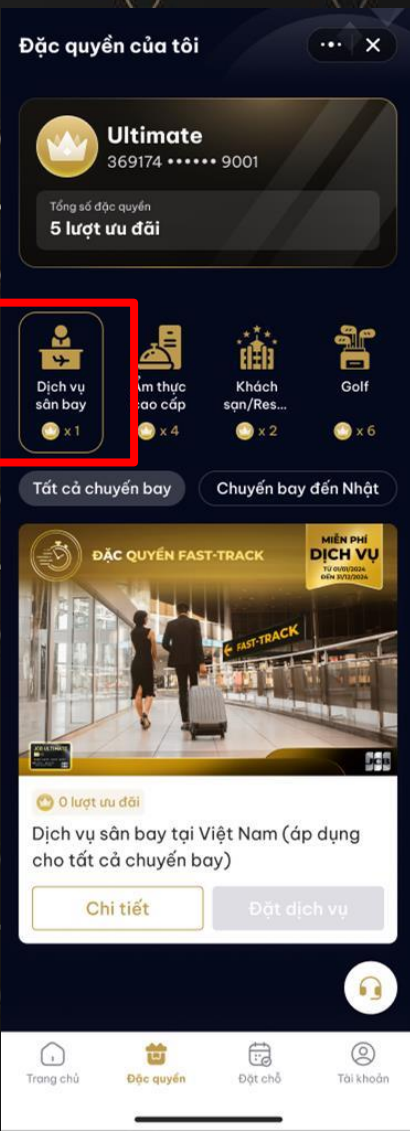 Đặc quyền của tôi
Ultimate
369174 •••••• 9001
Tổng số đặc quyền
5 lượt ưu đãi
Dịch vụ
sân bay
x 1
Ẩm thực
cao cấp
x 4
Khách
sạn/Res...
x 2
Golf
x 6
Tất cả chuyến bay
Chuyến bay đến Nhật
ĐẶC QUYỀN FAST-TRACK
MIỄN PHÍ
DỊCH VỤ
TỪ 01/01/2024
ĐẾN 31/12/2024
FAST-TRACK
JCB ULTIMATE
JCB
0 lượt ưu đãi
Dịch vụ sân bay tại Việt Nam (áp dụng
cho tất cả chuyến bay)
Chi tiết
Đặt dịch vụ
Trang chủ
Đặc quyền
Đặt chỗ
Tài khoản